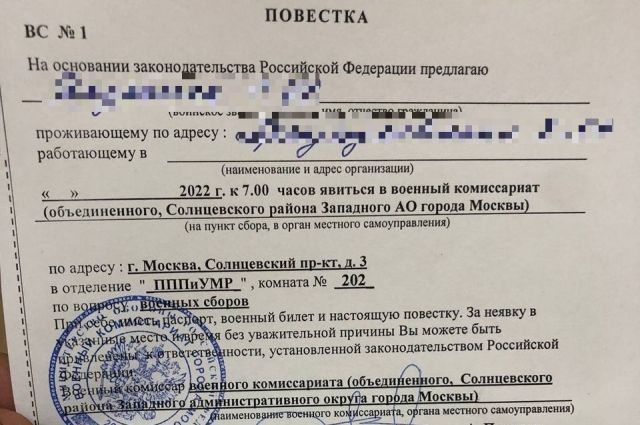 ПОВЕСТКА
ВС № 1
На основании законодательства Российской Федерации предлагаю
имя, отчество гражданина)
проживающему по адресу :
работающему в
(наименование и адрес организации)
« » 2022 г. к 7.00 часов явиться в военный комиссариат
(объединенного, Солнцевского района Западного АО города Москвы)
(на пункт сбора, в орган местного самоуправления)
по адресу : г. Москва, Солнцевский пр-кт, д. 3
в отделение " ПППиУМР ", комната № 202
по вопросу военных сборов
При себе иметь паспорт, военный билет и настоящую повестку. За неявку в
указанные место и время без уважительной причины Вы можете быть
к ответственности, установленной законодательством Российской
Федерации.
Военный комиссар военного комиссариата (объединенного, Солнцевского
района Западного административного округа города Москвы)
(наименование военного комиссариата, органа местного самоуправления)